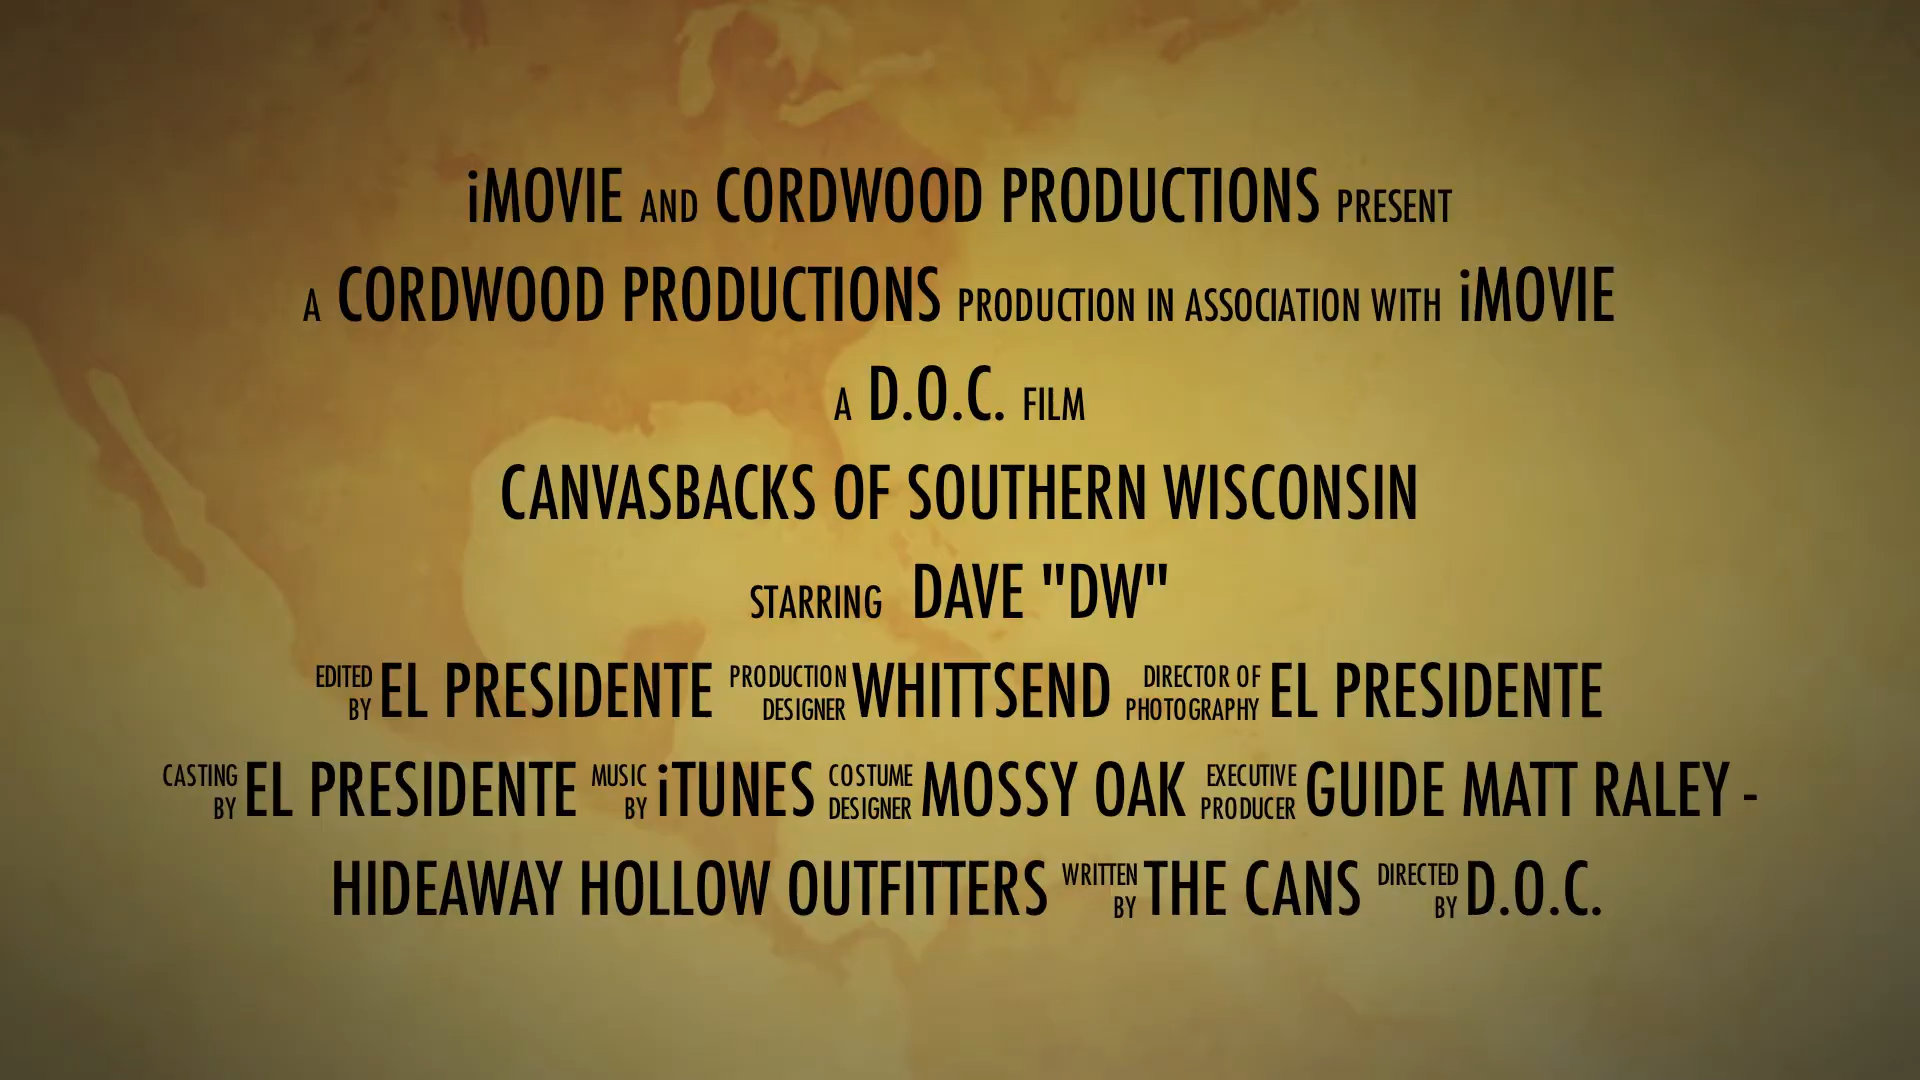 iMOVIE AND CORDWOOD PRODUCTIONS PRESENT
A CORDWOOD PRODUCTIONS PRODUCTION IN ASSOCIATION WITH iMOVIE
A D.O.C. FILM
CANVASBACKS OF SOUTHERN WISCONSIN
STARRING DAVE "DW"
EDITED BY EL PRESIDENTE PRODUCTION DESIGNER WHITTSEND DIRECTOR OF PHOTOGRAPHY EL PRESIDENTE
CASTING BY EL PRESIDENTE MUSIC BY iTUNES COSTUME DESIGNER MOSSY OAK EXECUTIVE PRODUCER GUIDE MATT RALEY -
HIDEAWAY HOLLOW OUTFITTERS WRITTEN BY THE CANS DIRECTED BY D.O.C.